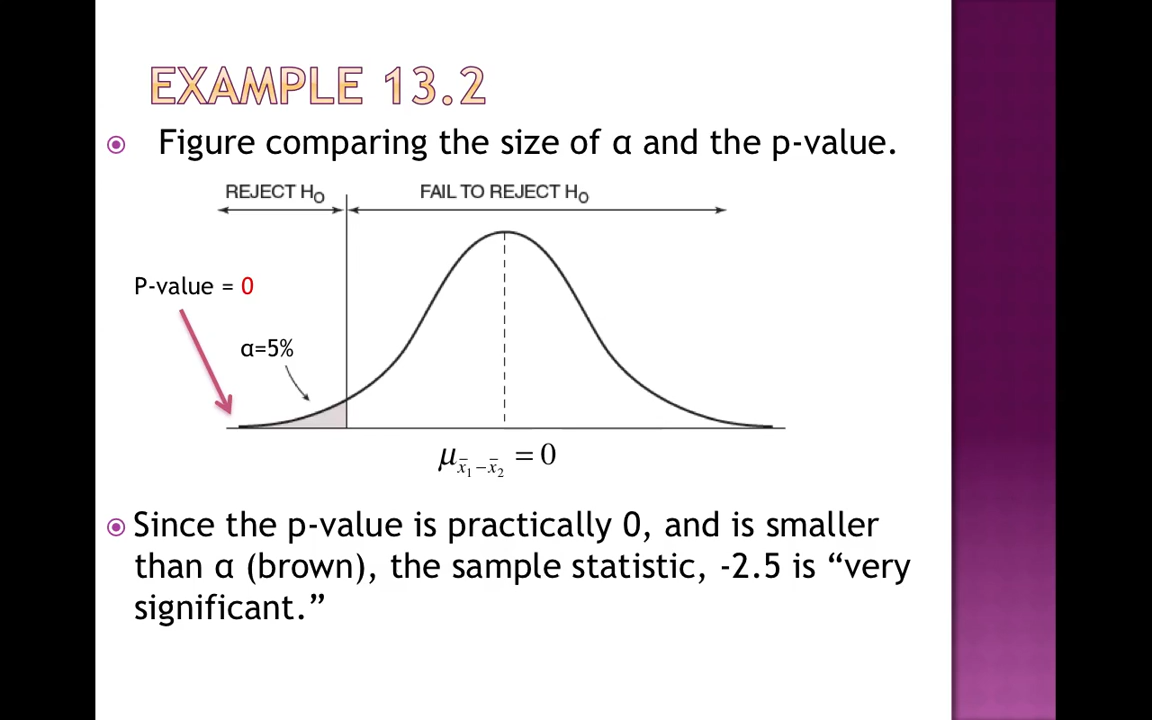 EXAMPLE 13.2
Figure comparing the size of α and the p-value.
REJECT H₀ FAIL TO REJECT H₀
P-value = 0
α=5%
μ x̄₁ − x̄₂ = 0
Since the p-value is practically 0, and is smaller
than α (brown), the sample statistic, -2.5 is “very
significant.”